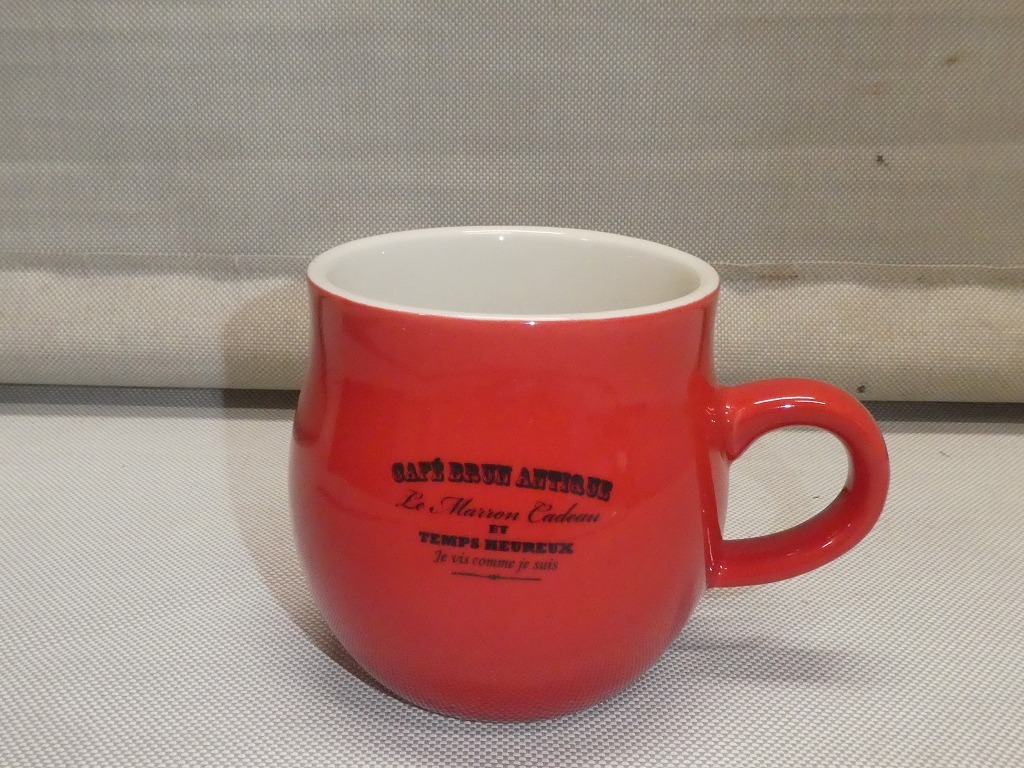 CAFÉ BRUN ANTIQUE
Le Marron Cadeau
ET
TEMPS HEUREUX
Je vis comme je suis